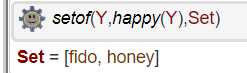 setof(Y,happy(Y),Set)
Set = [fido, honey]